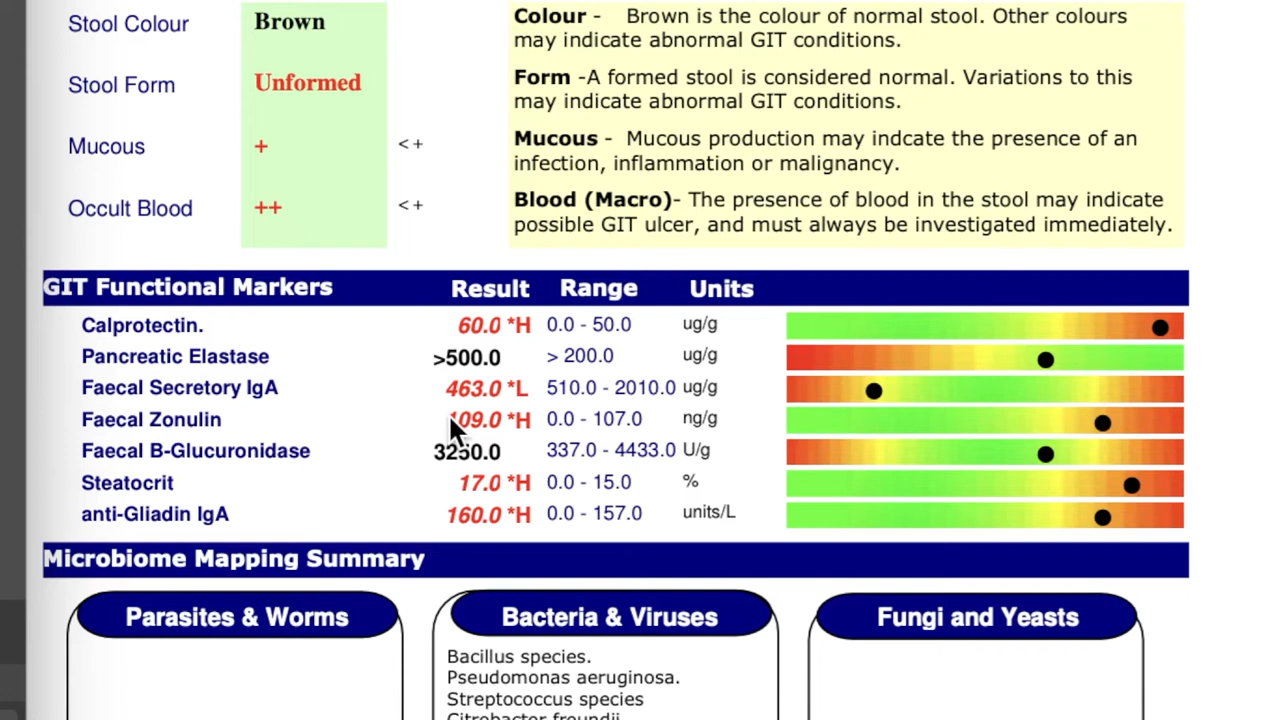 Stool Colour Brown Colour - Brown is the colour of normal stool. Other colours
may indicate abnormal GIT conditions.
Stool Form Unformed Form -A formed stool is considered normal. Variations to this
may indicate abnormal GIT conditions.
Mucous + <+ Mucous - Mucous production may indcate the presence of an
infection, inflammation or malignancy.
Occult Blood ++ <+ Blood (Macro)- The presence of blood in the stool may indicate
possible GIT ulcer, and must always be investigated immediately.
GIT Functional Markers Result Range Units
Calprotectin. 60.0 *H 0.0 - 50.0 ug/g
Pancreatic Elastase >500.0 > 200.0 ug/g
Faecal Secretory IgA 463.0 *L 510.0 - 2010.0 ug/g
Faecal Zonulin 109.0 *H 0.0 - 107.0 ng/g
Faecal B-Glucuronidase 3250.0 337.0 - 4433.0 U/g
Steatocrit 17.0 *H 0.0 - 15.0 %
anti-Gliadin IgA 160.0 *H 0.0 - 157.0 units/L
Microbiome Mapping Summary
Parasites & Worms Bacteria & Viruses Fungi and Yeasts
Bacillus species.
Pseudomonas aeruginosa.
Streptococcus species
Citrobacter freundii